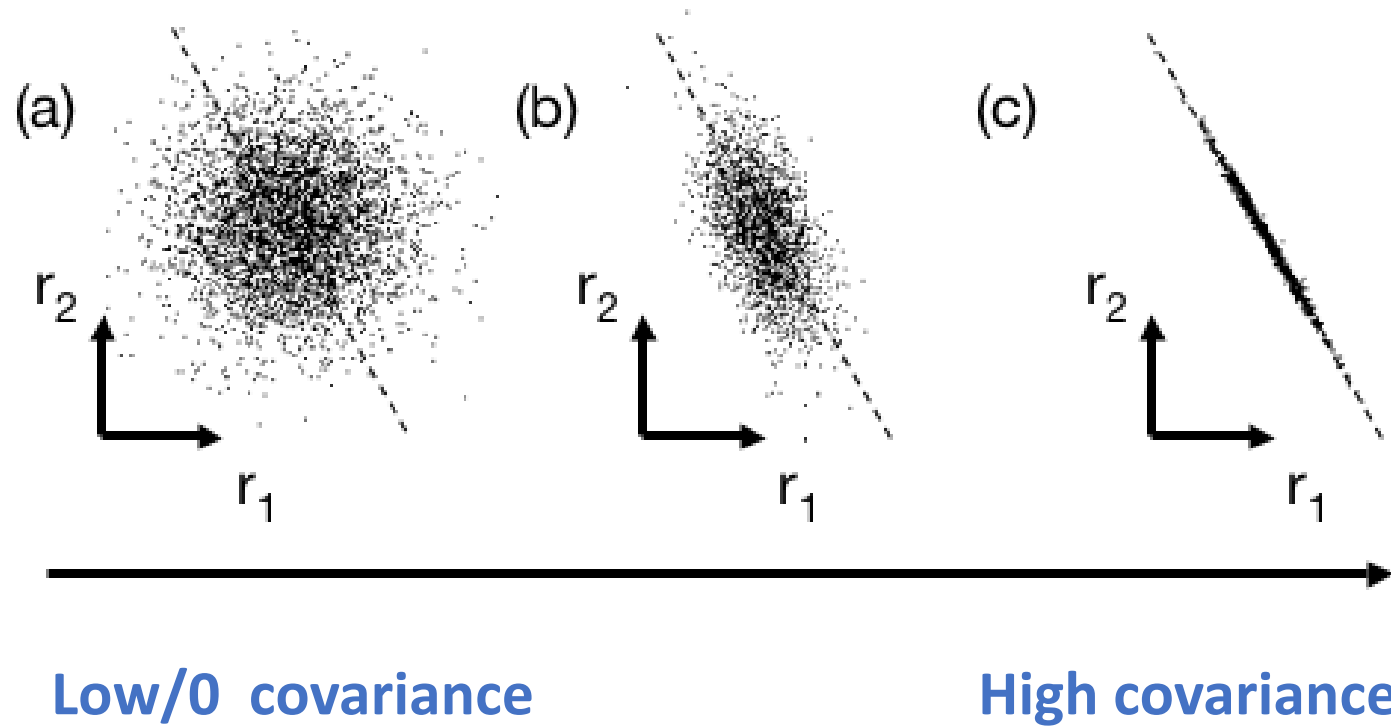 (a)
(b)
(c)
r2
r2
r2
r1
r1
r1
Low/0 covariance
High covariance